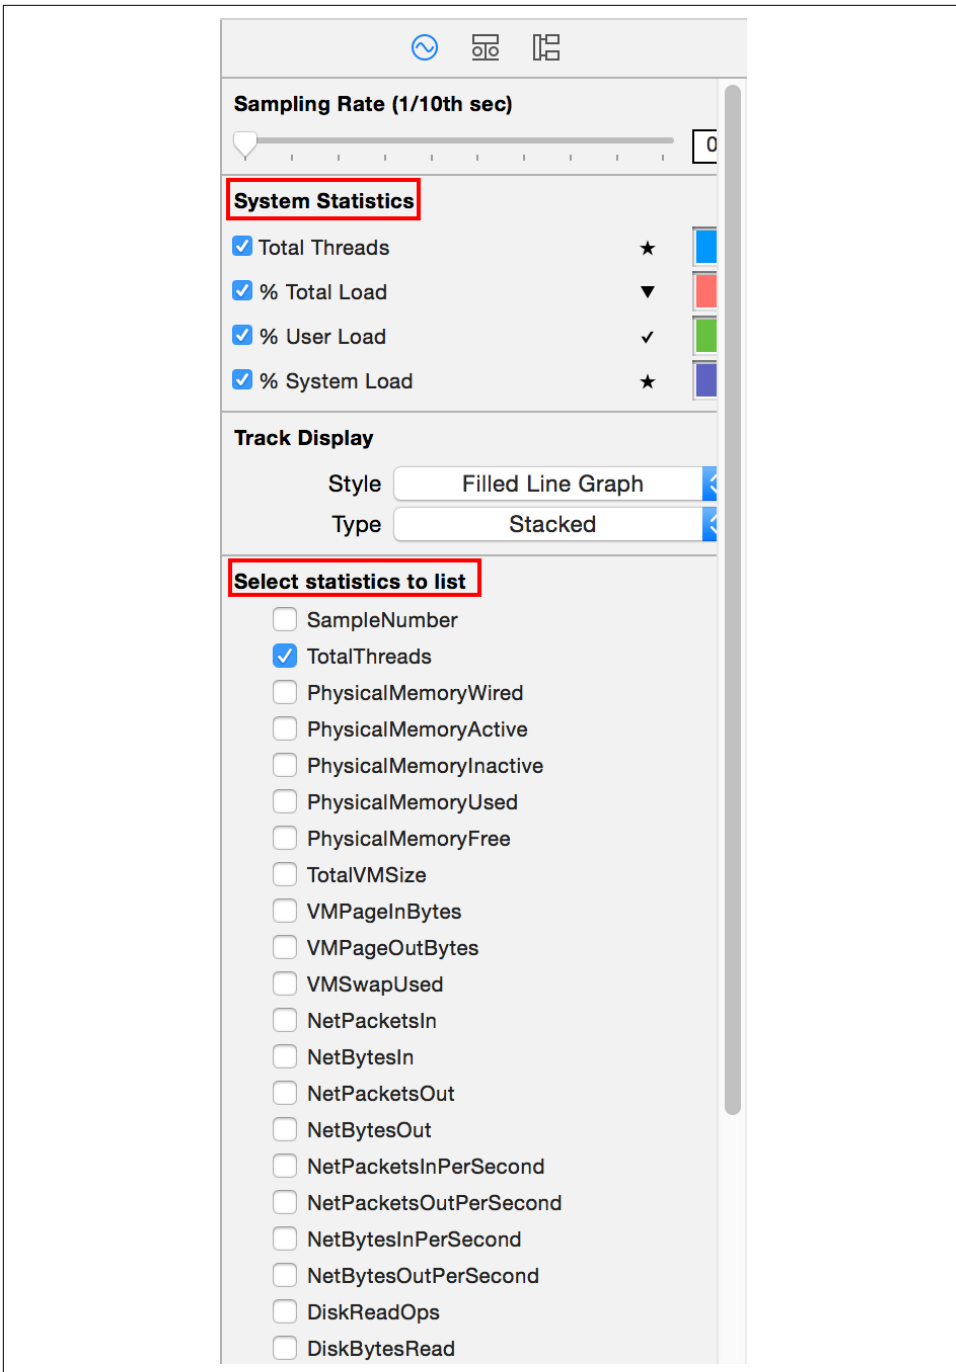 Sampling Rate (1/10th sec)
0
System Statistics
Total Threads
% Total Load
% User Load
% System Load
Track Display
Style Filled Line Graph
Type Stacked
Select statistics to list
SampleNumber
TotalThreads
PhysicalMemoryWired
PhysicalMemoryActive
PhysicalMemoryInactive
PhysicalMemoryUsed
PhysicalMemoryFree
TotalVMSize
VMPageInBytes
VMPageOutBytes
VMSwapUsed
NetPacketsIn
NetBytesIn
NetPacketsOut
NetBytesOut
NetPacketsInPerSecond
NetPacketsOutPerSecond
NetBytesInPerSecond
NetBytesOutPerSecond
DiskReadOps
DiskBytesRead